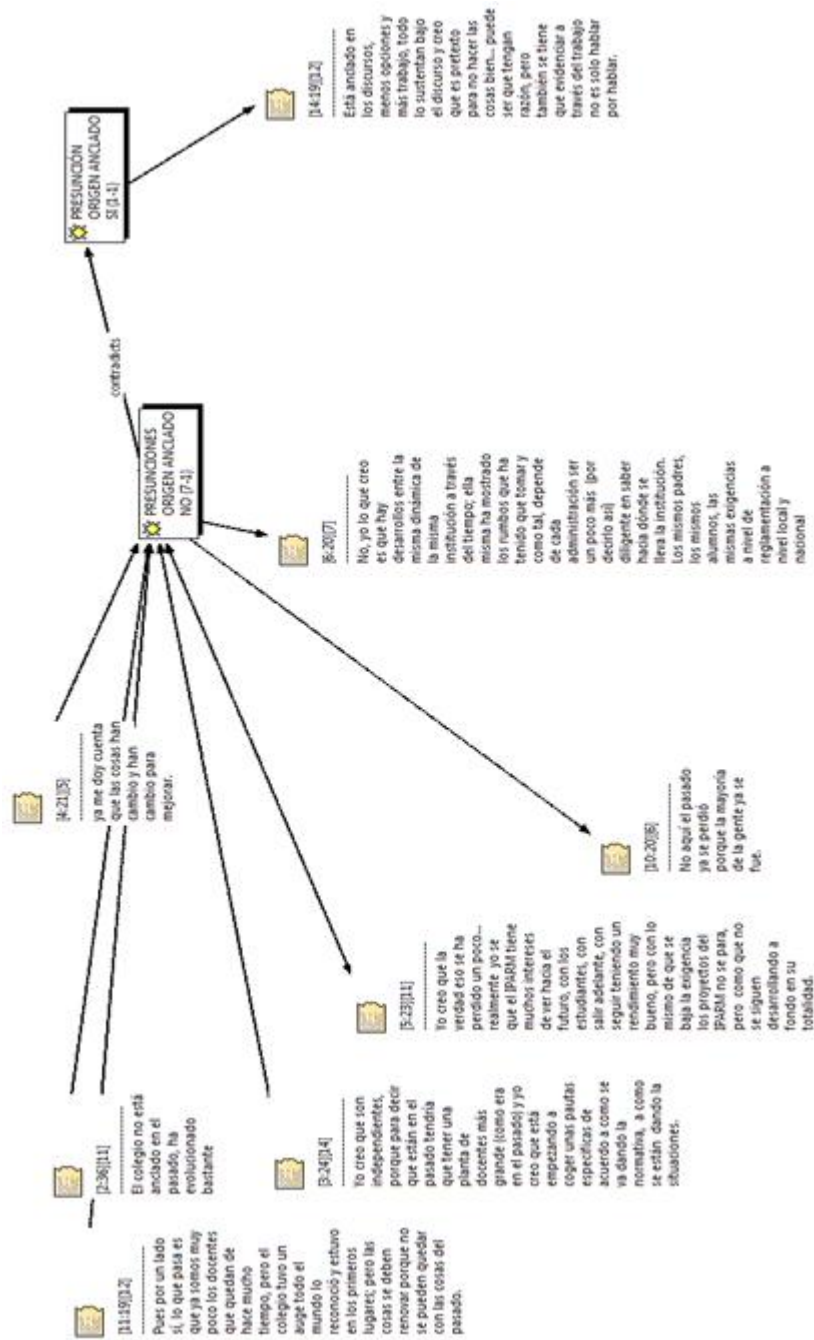 PRESUNCIÓN
ORIGEN ANCLADO
SI {1-1}
contradicts
PRESUNCIONES
ORIGEN ANCLADO
NO {7-1}
[11:19][12]
Pues por un lado
sí, lo que pasa es
que ya somos muy
poco los docentes
que quedan de
hace mucho
tiempo, pero el
colegio tuvo un
auge todo el
mundo lo
reconoció y estuvo
en los primeros
lugares; pero las
cosas se deben
renovar porque no
se pueden quedar
con las cosas del
pasado.
[2:36][11]
El colegio no está
anclado en el
pasado, ha
evolucionado
bastante
[4:21][5]
ya me doy cuenta
que las cosas han
cambio y han
cambio para
mejorar.
[3:24][14]
Yo creo que son
independientes,
porque para decir
que están en el
pasado tendría
que tener una
planta de
docentes más
grande (como era
en el pasado) y yo
creo que está
empezando a
coger unas pautas
especificas de
acuerdo a como se
va dando la
normativa, a como
se están dando la
situaciones.
[5:23][11]
Yo creo que la
verdad eso se ha
perdido un poco...
realmente yo se
que el IPARM tiene
muchos intereses
de ver hacia el
futuro, con los
estudiantes, con
salir adelante, con
seguir teniendo un
rendimiento muy
bueno, pero con lo
mismo de que se
baja la exigencia
los proyectos del
IPARM no se para,
pero como que no
se siguen
desarrollando a
fondo en su
totalidad.
[10:20][6]
No aquí el pasado
ya se perdió
porque la mayoría
de la gente ya se
fue.
[6:20][7]
No, yo lo que creo
es que hay
desarrollos entre la
misma dinámica de
la misma
institución a través
del tiempo; ella
misma ha mostrado
los rumbos que ha
tenido que tomar y
como tal, depende
de cada
administración ser
un poco más (por
decirlo así)
diligente en saber
hacia dónde se
lleva la institución.
Los mismos padres,
los mismos
alumnos, las
mismas exigencias
a nivel de
reglamentación a
nivel local y
nacional
[14:19][12]
Está anclado en
los discursos,
menos opciones y
más trabajo, todo
lo sustentan bajo
el discurso y creo
que es pretexto
para no hacer las
cosas bien... puede
ser que tengan
razón, pero
también se tiene
que evidenciar a
través del trabajo
no es solo hablar
por hablar.